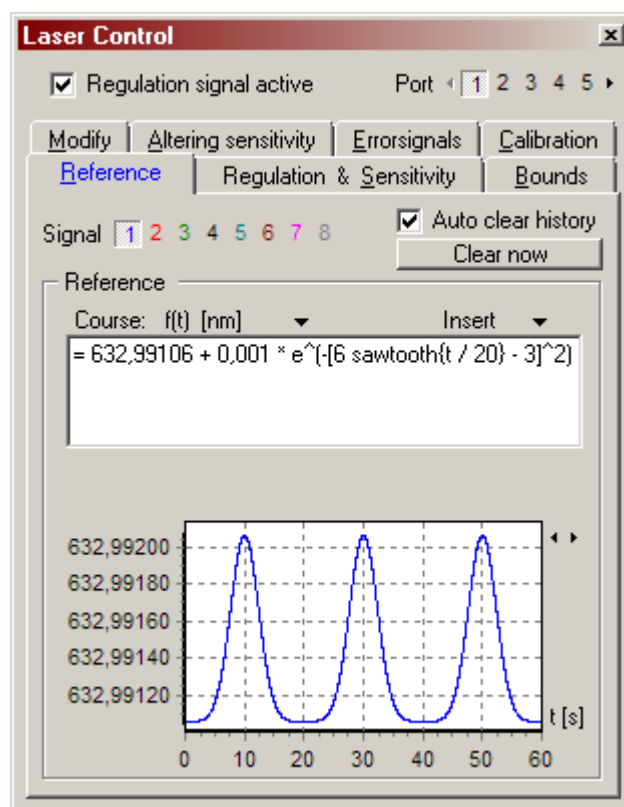 Laser Control
Regulation signal active Port 1 2 3 4 5
Modify Altering sensitivity Errorsignals Calibration
Reference Regulation & Sensitivity Bounds
Signal 1 2 3 4 5 6 7 8 Auto clear history
Clear now
Reference
Course: f(t) [nm] Insert
= 632,99106 + 0,001 * e^(-[6 sawtooth{t / 20} - 3]^2)
632,99200
632,99180
632,99160
632,99140
632,99120
t [s]
0 10 20 30 40 50 60